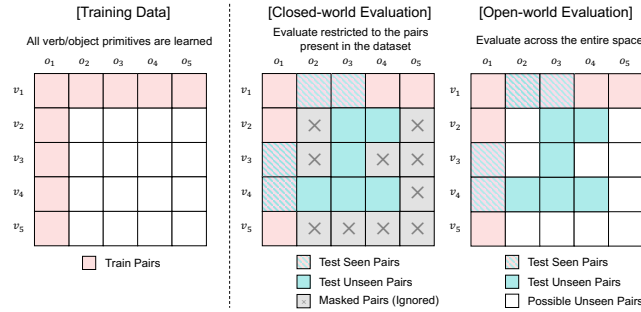 [Training Data]
All verb/object primitives are learned
o1 o2 o3 o4 o5
v1
v2
v3
v4
v5
Train Pairs
[Closed-world Evaluation]
Evaluate restricted to the pairs
present in the dataset
o1 o2 o3 o4 o5
v1
v2
v3
v4
v5
Test Seen Pairs
Test Unseen Pairs
Masked Pairs (Ignored)
[Open-world Evaluation]
Evaluate across the entire space
o1 o2 o3 o4 o5
v1
v2
v3
v4
v5
Test Seen Pairs
Test Unseen Pairs
Possible Unseen Pairs